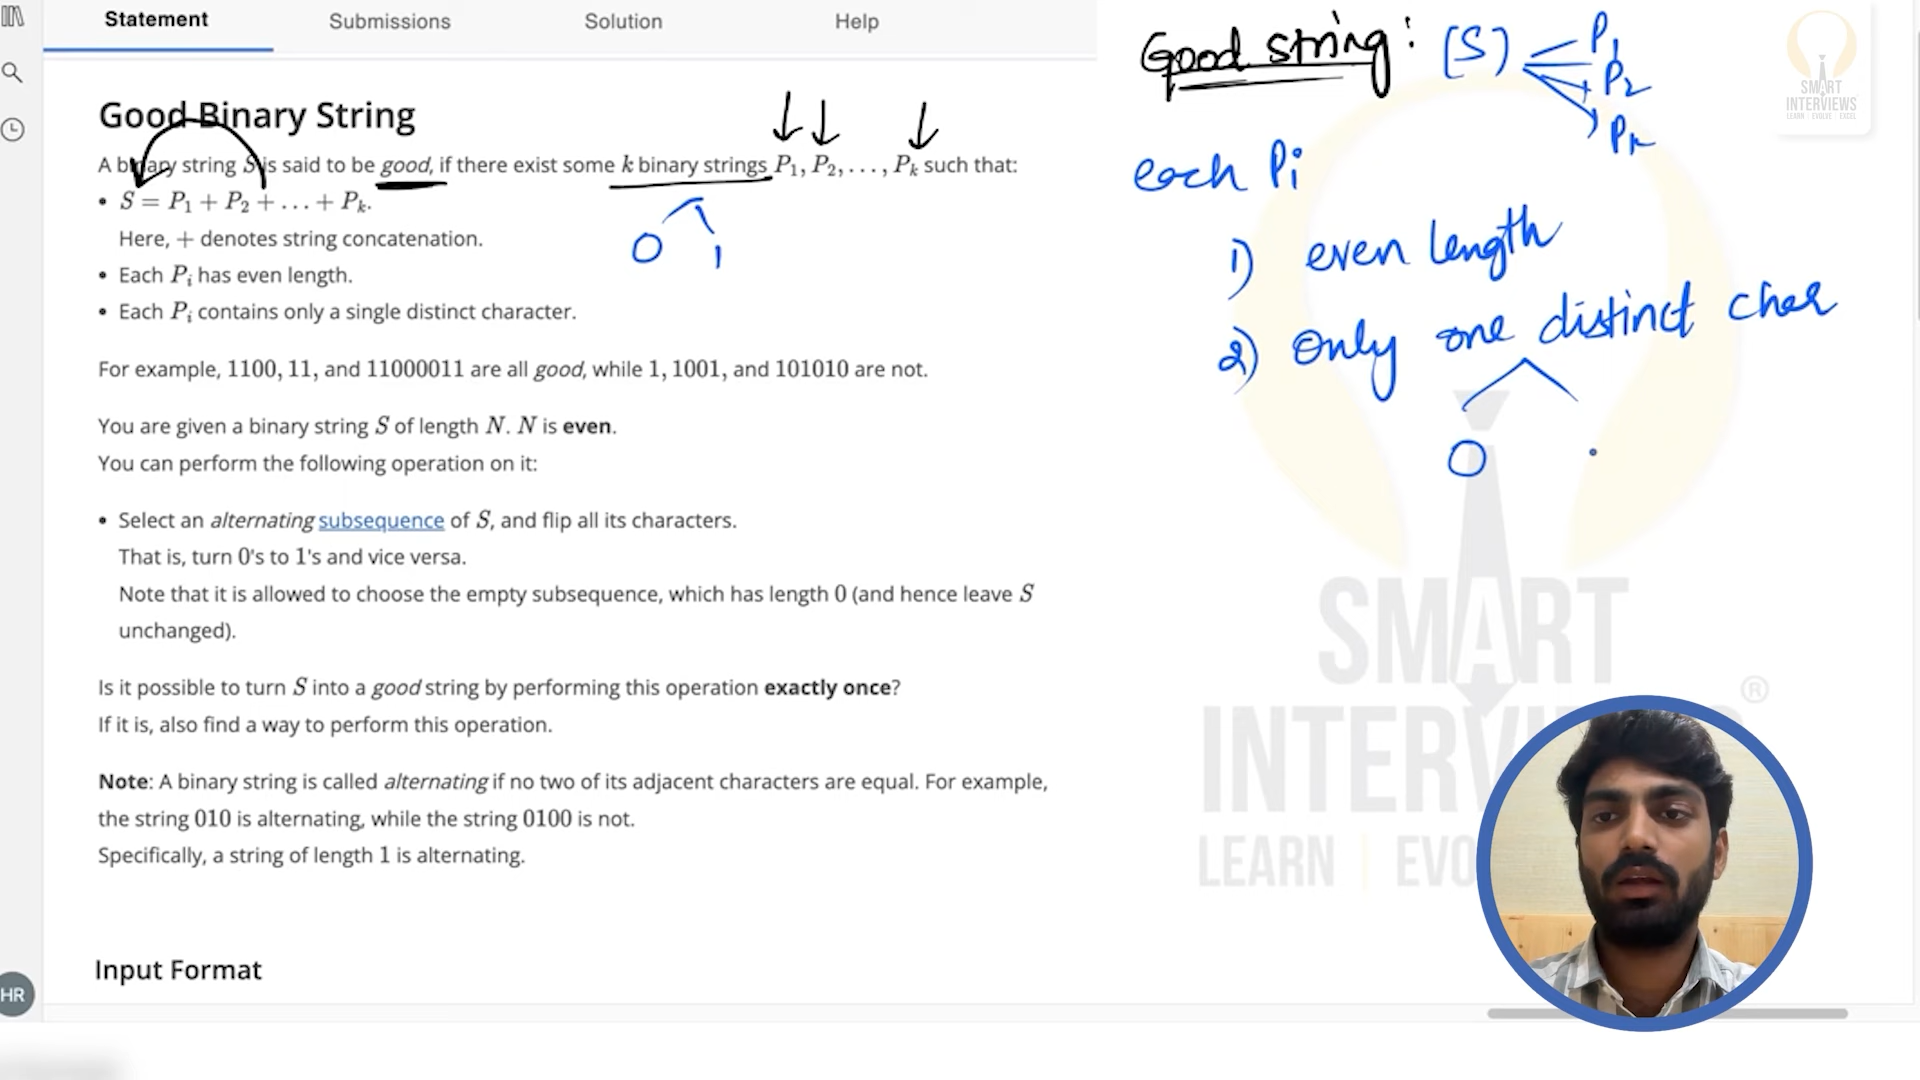 Statement
Submissions
Solution
Help
Good Binary String
A binary string S is said to be good, if there exist some k binary strings P1, P2, . . . , Pk such that:
• S = P1 + P2 + . . . + Pk.
Here, + denotes string concatenation.
• Each Pi has even length.
• Each Pi contains only a single distinct character.
For example, 1100, 11, and 11000011 are all good, while 1, 1001, and 101010 are not.
You are given a binary string S of length N. N is even.
You can perform the following operation on it:
• Select an alternating subsequence of S, and flip all its characters.
That is, turn 0's to 1's and vice versa.
Note that it is allowed to choose the empty subsequence, which has length 0 (and hence leave S
unchanged).
Is it possible to turn S into a good string by performing this operation exactly once?
If it is, also find a way to perform this operation.
Note: A binary string is called alternating if no two of its adjacent characters are equal. For example,
the string 010 is alternating, while the string 0100 is not.
Specifically, a string of length 1 is alternating.
Input Format
HR
0 1
Good string: [S]
P1
P2
Pk
each Pi
1) even length
2) Only one distinct char
0
SMART
INTERVIEWS
LEARN | EVOLVE | EXCEL
SMART
INTERV
®
LEARN | EVO